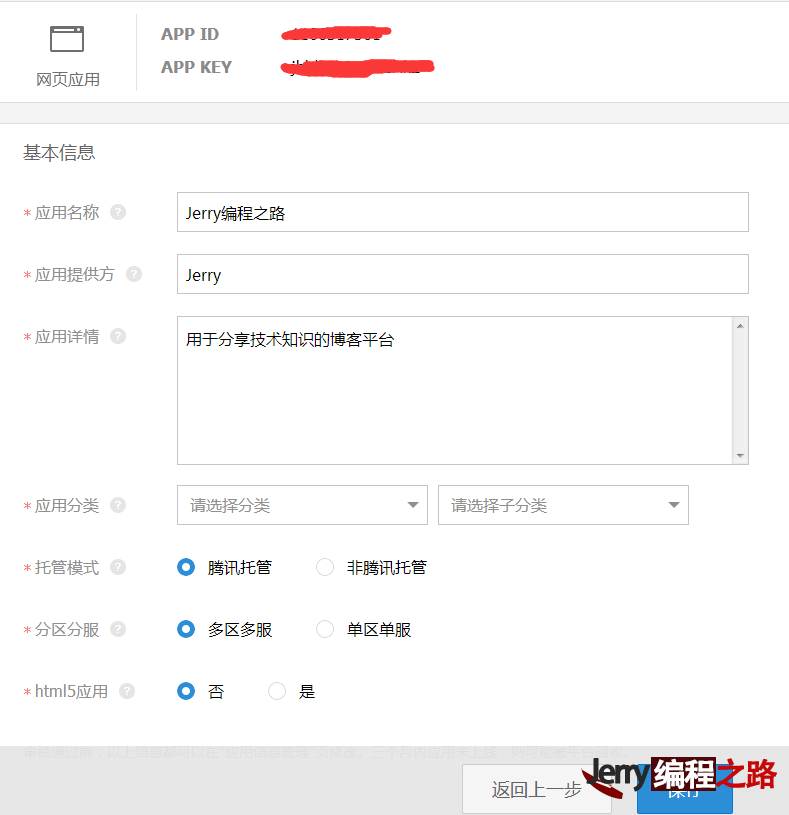 APP ID
网页应用
APP KEY
基本信息
* 应用名称 ? Jerry编程之路
* 应用提供方 ? Jerry
* 应用详情 ? 用于分享技术知识的博客平台
* 应用分类 ? 请选择分类 请选择子分类
* 托管模式 ? 腾讯托管 非腾讯托管
* 分区分服 ? 多区多服 单区单服
* html5应用 ? 否 是
返回上一步 保存
Jerry编程之路